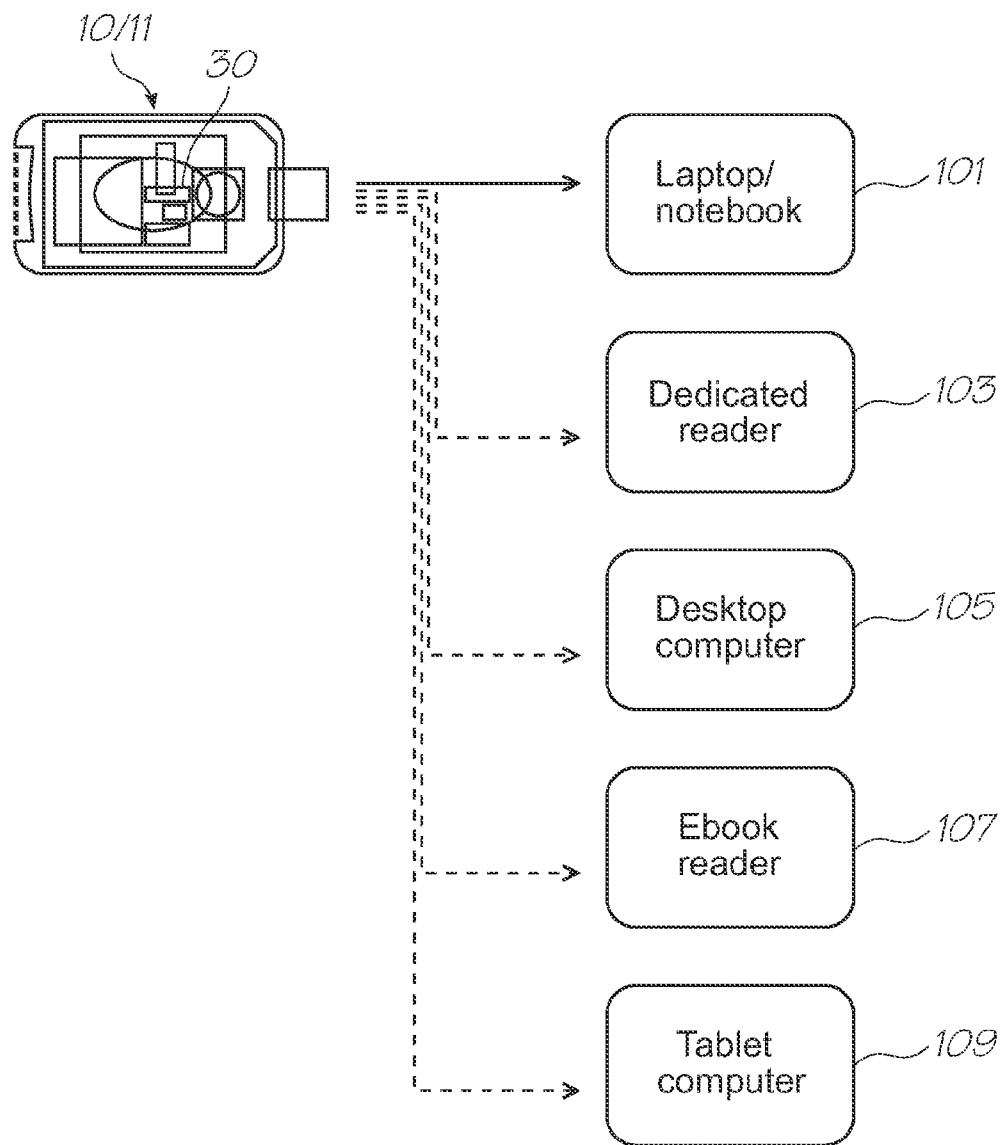 10/11
30
Laptop/
notebook
101
Dedicated
reader
103
Desktop
computer
105
Ebook
reader
107
Tablet
computer
109